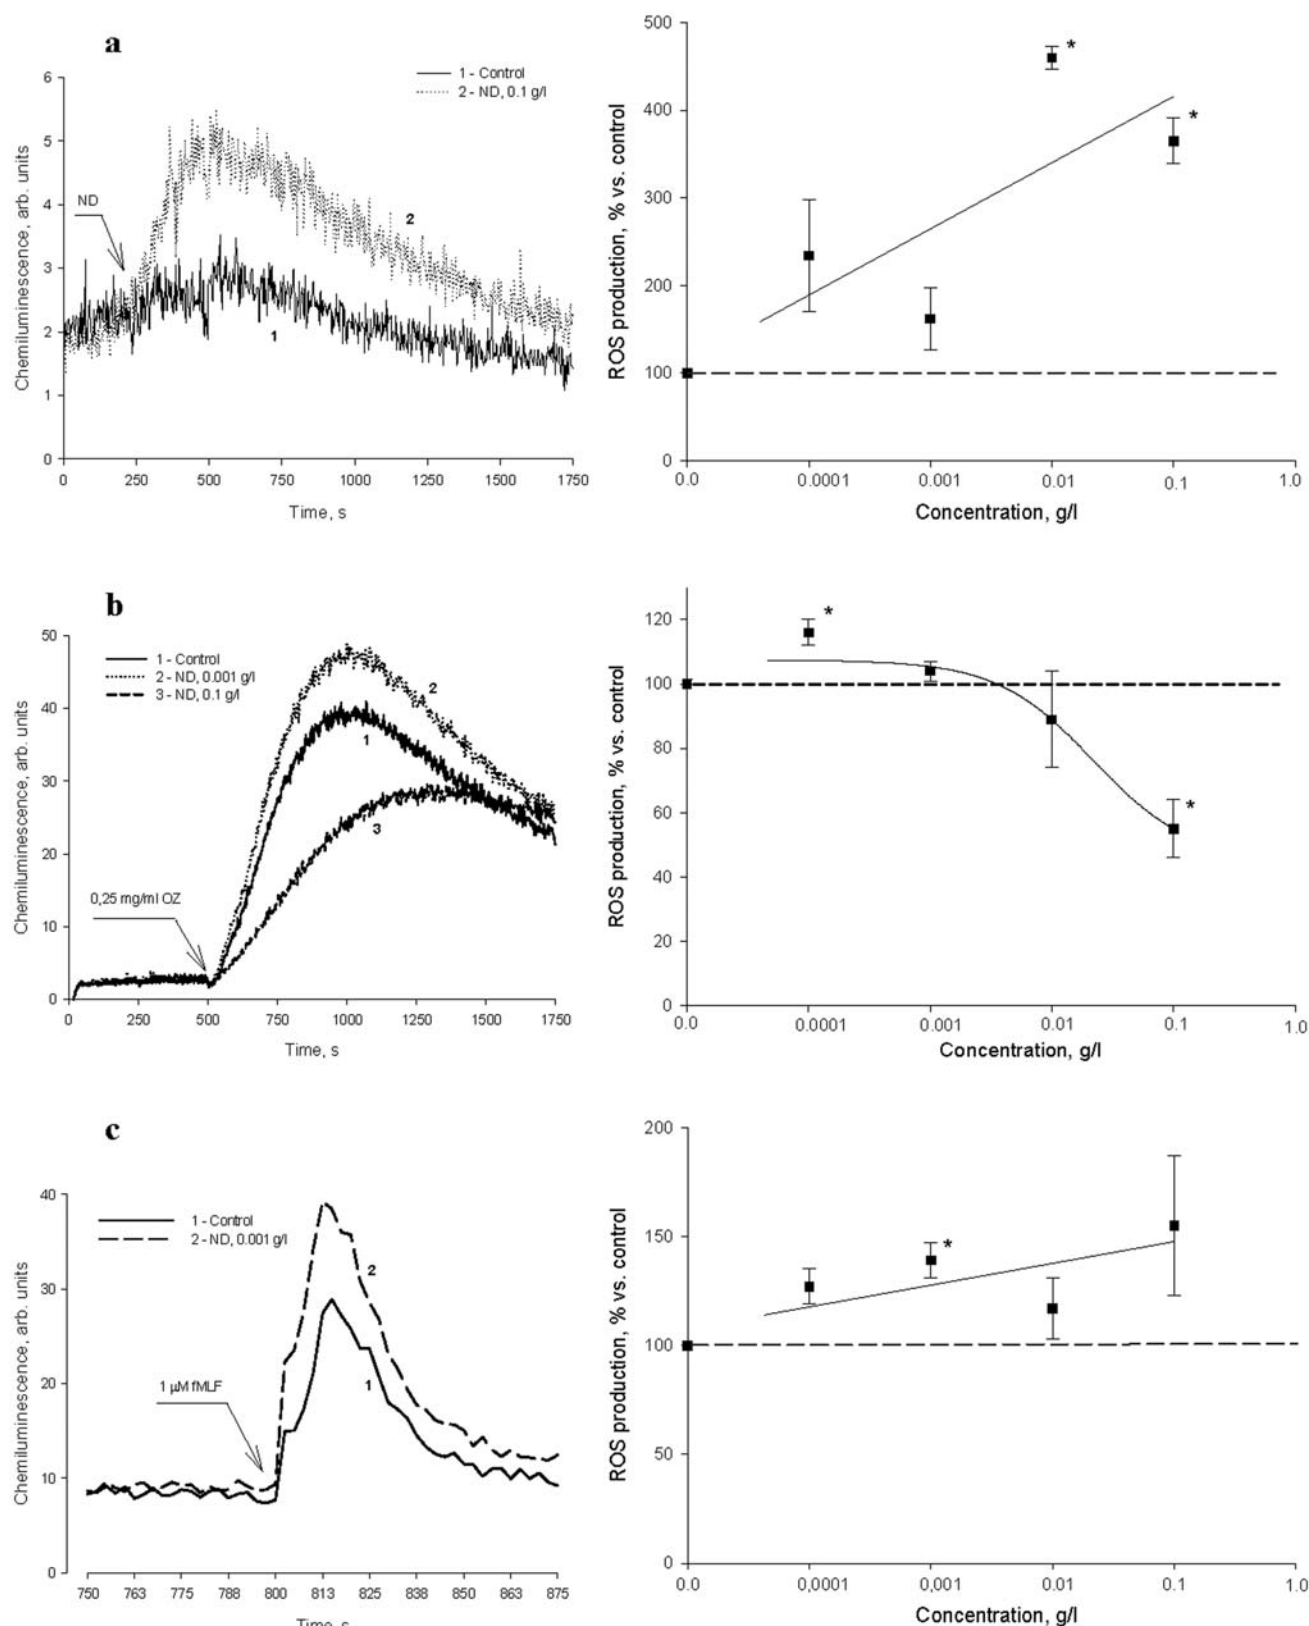 a
1 - Control
2 - ND, 0.1 g/l
Chemiluminescence, arb. units
6
5
4
3
2
1
0
ND
2
1
0 250 500 750 1000 1250 1500 1750
Time, s
ROS production, % vs. control
500
400
300
200
100
0
*
*
0.0 0.0001 0.001 0.01 0.1 1.0
Concentration, g/l
b
1 - Control
2 - ND, 0.001 g/l
3 - ND, 0.1 g/l
Chemiluminescence, arb. units
50
40
30
20
10
0
0,25 mg/ml OZ
2
1
3
0 250 500 750 1000 1250 1500 1750
Time, s
ROS production, % vs. control
120
100
80
60
40
20
0
*
*
0.0 0.0001 0.001 0.01 0.1 1.0
Concentration, g/l
c
1 - Control
2 - ND, 0.001 g/l
Chemiluminescence, arb. units
40
30
20
10
0
1 µM fMLF
2
1
750 763 775 788 800 813 825 838 850 863 875
Time, s
ROS production, % vs. control
200
150
100
50
0
*
0.0 0,0001 0,001 0.01 0.1 1.0
Concentration, g/l